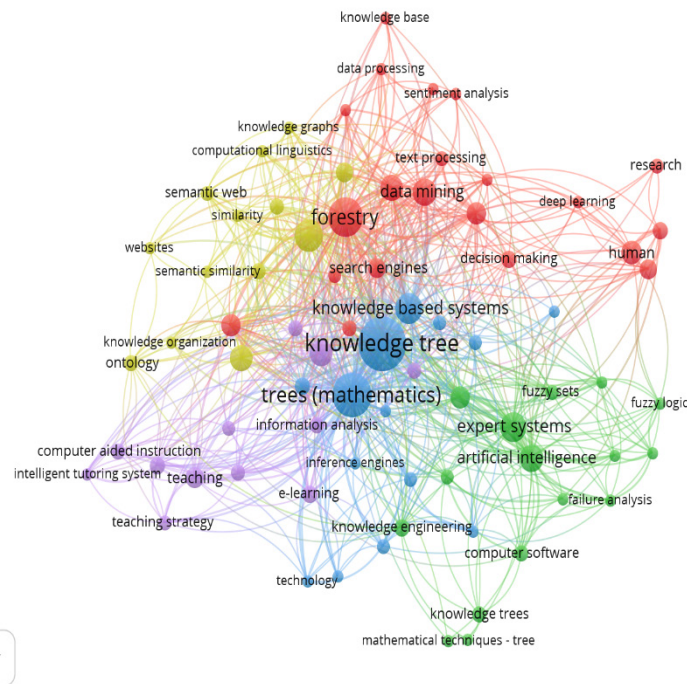 knowledge base
data processing
sentiment analysis
knowledge graphs
computational linguistics
text processing
research
semantic web
data mining
deep learning
similarity
forestry
websites
human
decision making
semantic similarity
search engines
knowledge based systems
knowledge organization
knowledge tree
ontology
trees (mathematics)
fuzzy sets
fuzzy logic
information analysis
expert systems
computer aided instruction
artificial intelligence
inference engines
intelligent tutoring system
teaching
e-learning
failure analysis
teaching strategy
knowledge engineering
computer software
technology
knowledge trees
mathematical techniques - tree